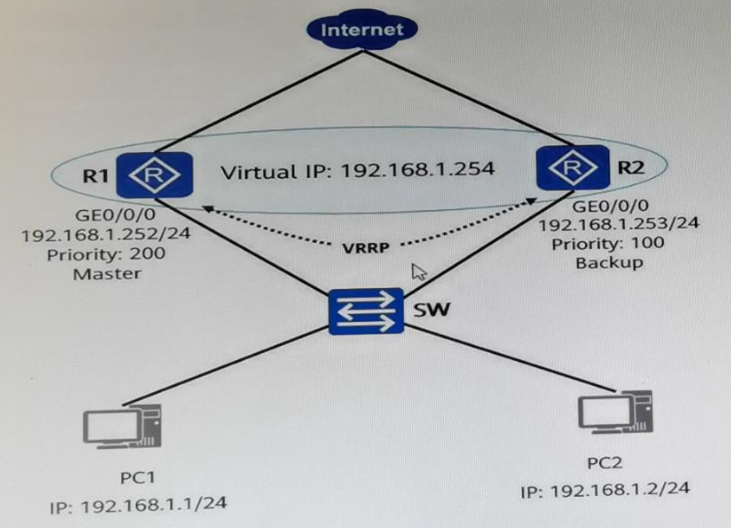 Internet
R1
R
Virtual IP: 192.168.1.254
R
R2
GE0/0/0
192.168.1.252/24
Priority: 200
Master
GE0/0/0
192.168.1.253/24
Priority: 100
Backup
VRRP
SW
PC1
IP: 192.168.1.1/24
PC2
IP: 192.168.1.2/24